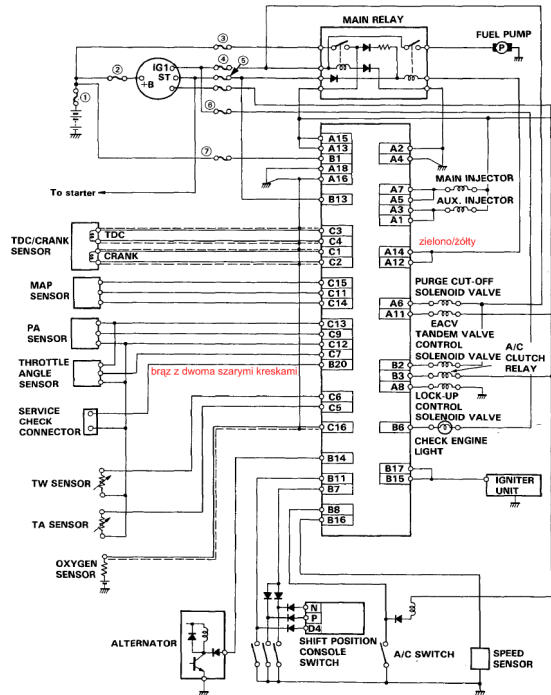 MAIN RELAY
FUEL PUMP
P
③
④
⑤
IG1
ST
+B
②
①
⑥
⑦
To starter
A15
A13
B1
A18
A16
B13
A2
A4
MAIN INJECTOR
A7
A5
AUX. INJECTOR
A3
A1
zielono/żółty
TDC/CRANK
SENSOR
TDC
CRANK
C3
C4
C1
C2
A14
A12
MAP
SENSOR
C15
C11
C14
PURGE CUT-OFF
SOLENOID VALVE
A6
A11
EACV
TANDEM VALVE
CONTROL
SOLENOID VALVE
A/C
CLUTCH
RELAY
PA
SENSOR
C13
C9
C12
C7
B20
THROTTLE
ANGLE
SENSOR
brąz z dwoma szarymi kreskami
B2
B3
A8
LOCK-UP
CONTROL
SOLENOID VALVE
SERVICE
CHECK
CONNECTOR
C6
C5
C16
B6
CHECK ENGINE
LIGHT
B14
B17
B15
IGNITER
UNIT
TW SENSOR
B11
B7
TA SENSOR
B8
B16
OXYGEN
SENSOR
N
P
D4
SHIFT POSITION
CONSOLE
SWITCH
ALTERNATOR
A/C SWITCH
SPEED
SENSOR